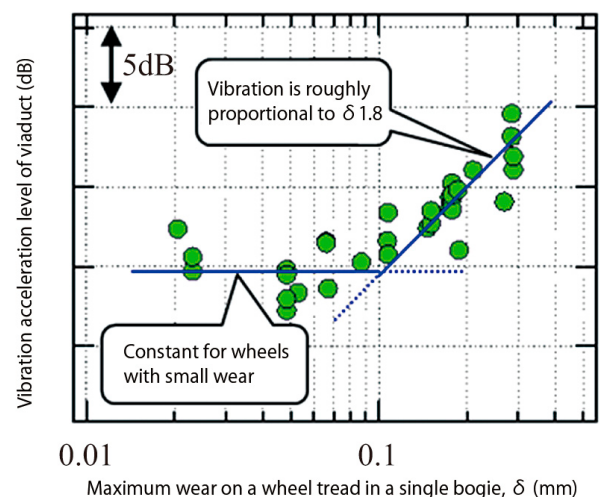 5dB
Vibration is roughly
proportional to δ 1.8
Vibration acceleration level of viaduct (dB)
Constant for wheels
with small wear
0.01
0.1
Maximum wear on a wheel tread in a single bogie, δ (mm)